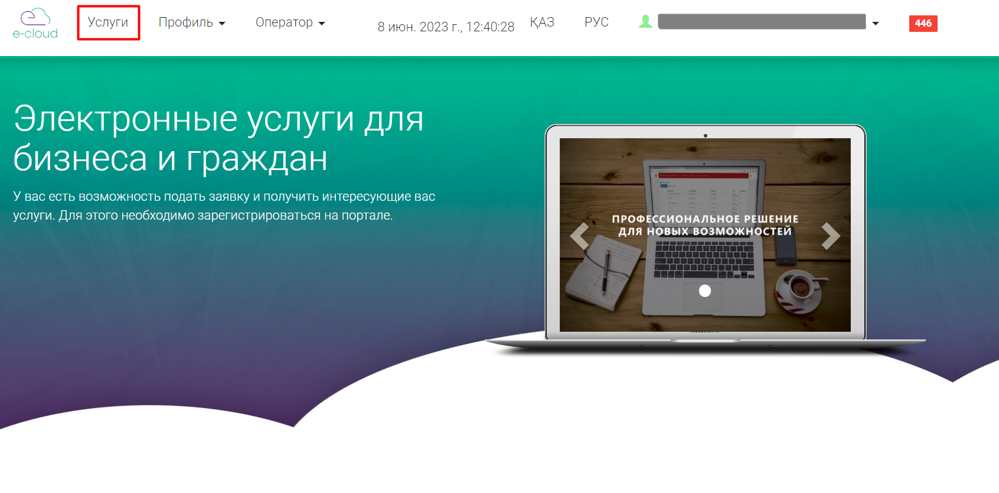 e-cloud
Услуги
Профиль
Оператор
8 июн. 2023 г., 12:40:28
ҚАЗ
РУС
446
Электронные услуги для
бизнеса и граждан
У вас есть возможность подать заявку и получить интересующие вас
услуги. Для этого необходимо зарегистрироваться на портале.
ПРОФЕССИОНАЛЬНОЕ РЕШЕНИЕ
ДЛЯ НОВЫХ ВОЗМОЖНОСТЕЙ